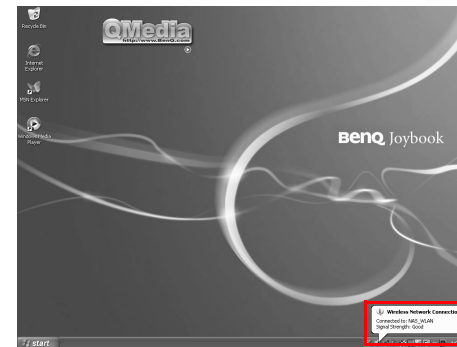 Recycle Bin
QMedia
http://www.BenQ.com
Internet
Explorer
MSN Explorer
Windows Media
Player
BenQ Joybook
Wireless Network Connectio
Connected to: NAS_WLAN
Signal Strength: Good
start